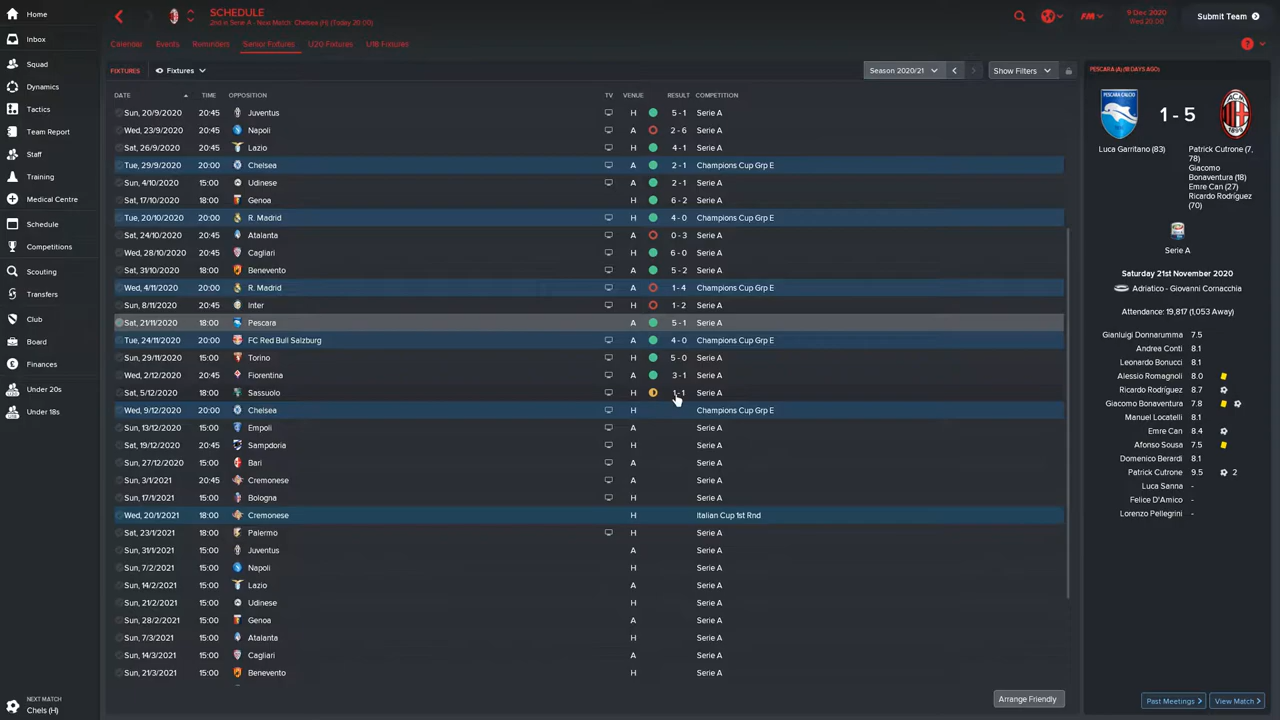 Home
Inbox
Squad
Dynamics
Tactics
Team Report
Staff
Training
Medical Centre
Schedule
Competitions
Scouting
Transfers
Club
Board
Finances
Under 20s
Under 18s
NEXT MATCH
Chels (H)
SCHEDULE
2nd in Serie A - Next Match: Chelsea (H) (Today 20:00)
FM
9 Dec 2020
Wed 20:00
Submit Team
Calendar Events Reminders Senior Fixtures U20 Fixtures U18 Fixtures
FIXTURES Fixtures Season 2020/21 Show Filters
DATE TIME OPPOSITION TV VENUE RESULT COMPETITION
Sun, 20/9/2020 20:45 Juventus H 5 - 1 Serie A
Wed, 23/9/2020 20:45 Napoli A 2 - 6 Serie A
Sat, 26/9/2020 20:45 Lazio H 4 - 1 Serie A
Tue, 29/9/2020 20:00 Chelsea A 2 - 1 Champions Cup Grp E
Sun, 4/10/2020 15:00 Udinese A 2 - 1 Serie A
Sat, 17/10/2020 18:00 Genoa H 6 - 2 Serie A
Tue, 20/10/2020 20:00 R. Madrid H 4 - 0 Champions Cup Grp E
Sat, 24/10/2020 20:45 Atalanta A 0 - 3 Serie A
Wed, 28/10/2020 20:45 Cagliari H 6 - 0 Serie A
Sat, 31/10/2020 18:00 Benevento A 5 - 2 Serie A
Wed, 4/11/2020 20:00 R. Madrid A 1 - 4 Champions Cup Grp E
Sun, 8/11/2020 20:45 Inter H 1 - 2 Serie A
Sat, 21/11/2020 18:00 Pescara A 5 - 1 Serie A
Tue, 24/11/2020 20:00 FC Red Bull Salzburg A 4 - 0 Champions Cup Grp E
Sun, 29/11/2020 15:00 Torino H 5 - 0 Serie A
Wed, 2/12/2020 20:45 Fiorentina A 3 - 1 Serie A
Sat, 5/12/2020 18:00 Sassuolo H 1 - 1 Serie A
Wed, 9/12/2020 20:00 Chelsea H Champions Cup Grp E
Sun, 13/12/2020 15:00 Empoli A Serie A
Sat, 19/12/2020 20:45 Sampdoria H Serie A
Sun, 27/12/2020 15:00 Bari A Serie A
Sun, 3/1/2021 20:45 Cremonese A Serie A
Sun, 17/1/2021 15:00 Bologna H Serie A
Wed, 20/1/2021 18:00 Cremonese H Italian Cup 1st Rnd
Sat, 23/1/2021 18:00 Palermo H Serie A
Sun, 31/1/2021 15:00 Juventus A Serie A
Sun, 7/2/2021 15:00 Napoli H Serie A
Sun, 14/2/2021 15:00 Lazio A Serie A
Sun, 21/2/2021 15:00 Udinese H Serie A
Sun, 28/2/2021 15:00 Genoa A Serie A
Sun, 7/3/2021 15:00 Atalanta H Serie A
Sun, 14/3/2021 15:00 Cagliari A Serie A
Sun, 21/3/2021 15:00 Benevento H Serie A
Arrange Friendly
PESCARA (A) (18 DAYS AGO)
PESCARA CALCIO
1 - 5
1899
Luca Garritano (83)
Patrick Cutrone (7,
78)
Giacomo
Bonaventura (18)
Emre Can (27)
Ricardo Rodríguez
(70)
Serie A
Saturday 21st November 2020
Adriatico - Giovanni Cornacchia
Attendance: 19,817 (1,053 Away)
Gianluigi Donnarumma 7.5
Andrea Conti 8.1
Leonardo Bonucci 8.1
Alessio Romagnoli 8.0
Ricardo Rodríguez 8.7
Giacomo Bonaventura 7.8
Manuel Locatelli 8.1
Emre Can 8.4
Afonso Sousa 7.5
Domenico Berardi 8.1
Patrick Cutrone 9.5 2
Luca Sanna -
Felice D'Amico -
Lorenzo Pellegrini -
Past Meetings View Match